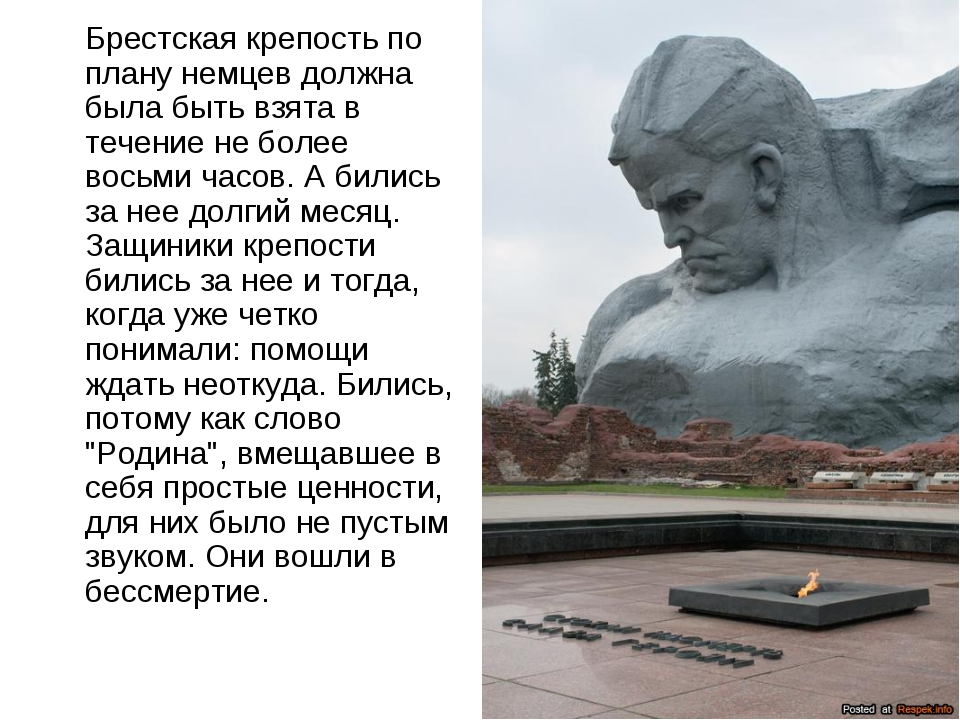 Брестская крепость по
плану немцев должна
была быть взята в
течение не более
восьми часов. А бились
за нее долгий месяц.
Защиники крепости
бились за нее и тогда,
когда уже четко
понимали: помощи
ждать неоткуда. Бились,
потому как слово
"Родина", вмещавшее в
себя простые ценности,
для них было не пустым
звуком. Они вошли в
бессмертие.
Posted at Respek.info